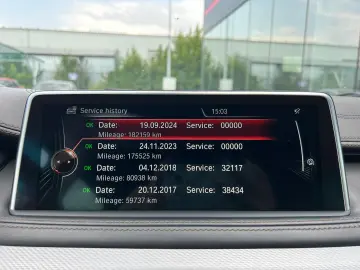 Service history 15:03
OK Date: 19.09.2024 Service: 00000
Mileage: 182159 km
OK Date: 24.11.2023 Service: 00000
Mileage: 175525 km
OK Date: 04.12.2018 Service: 32117
Mileage: 80938 km
OK Date: 20.12.2017 Service: 38434
Mileage: 59737 km